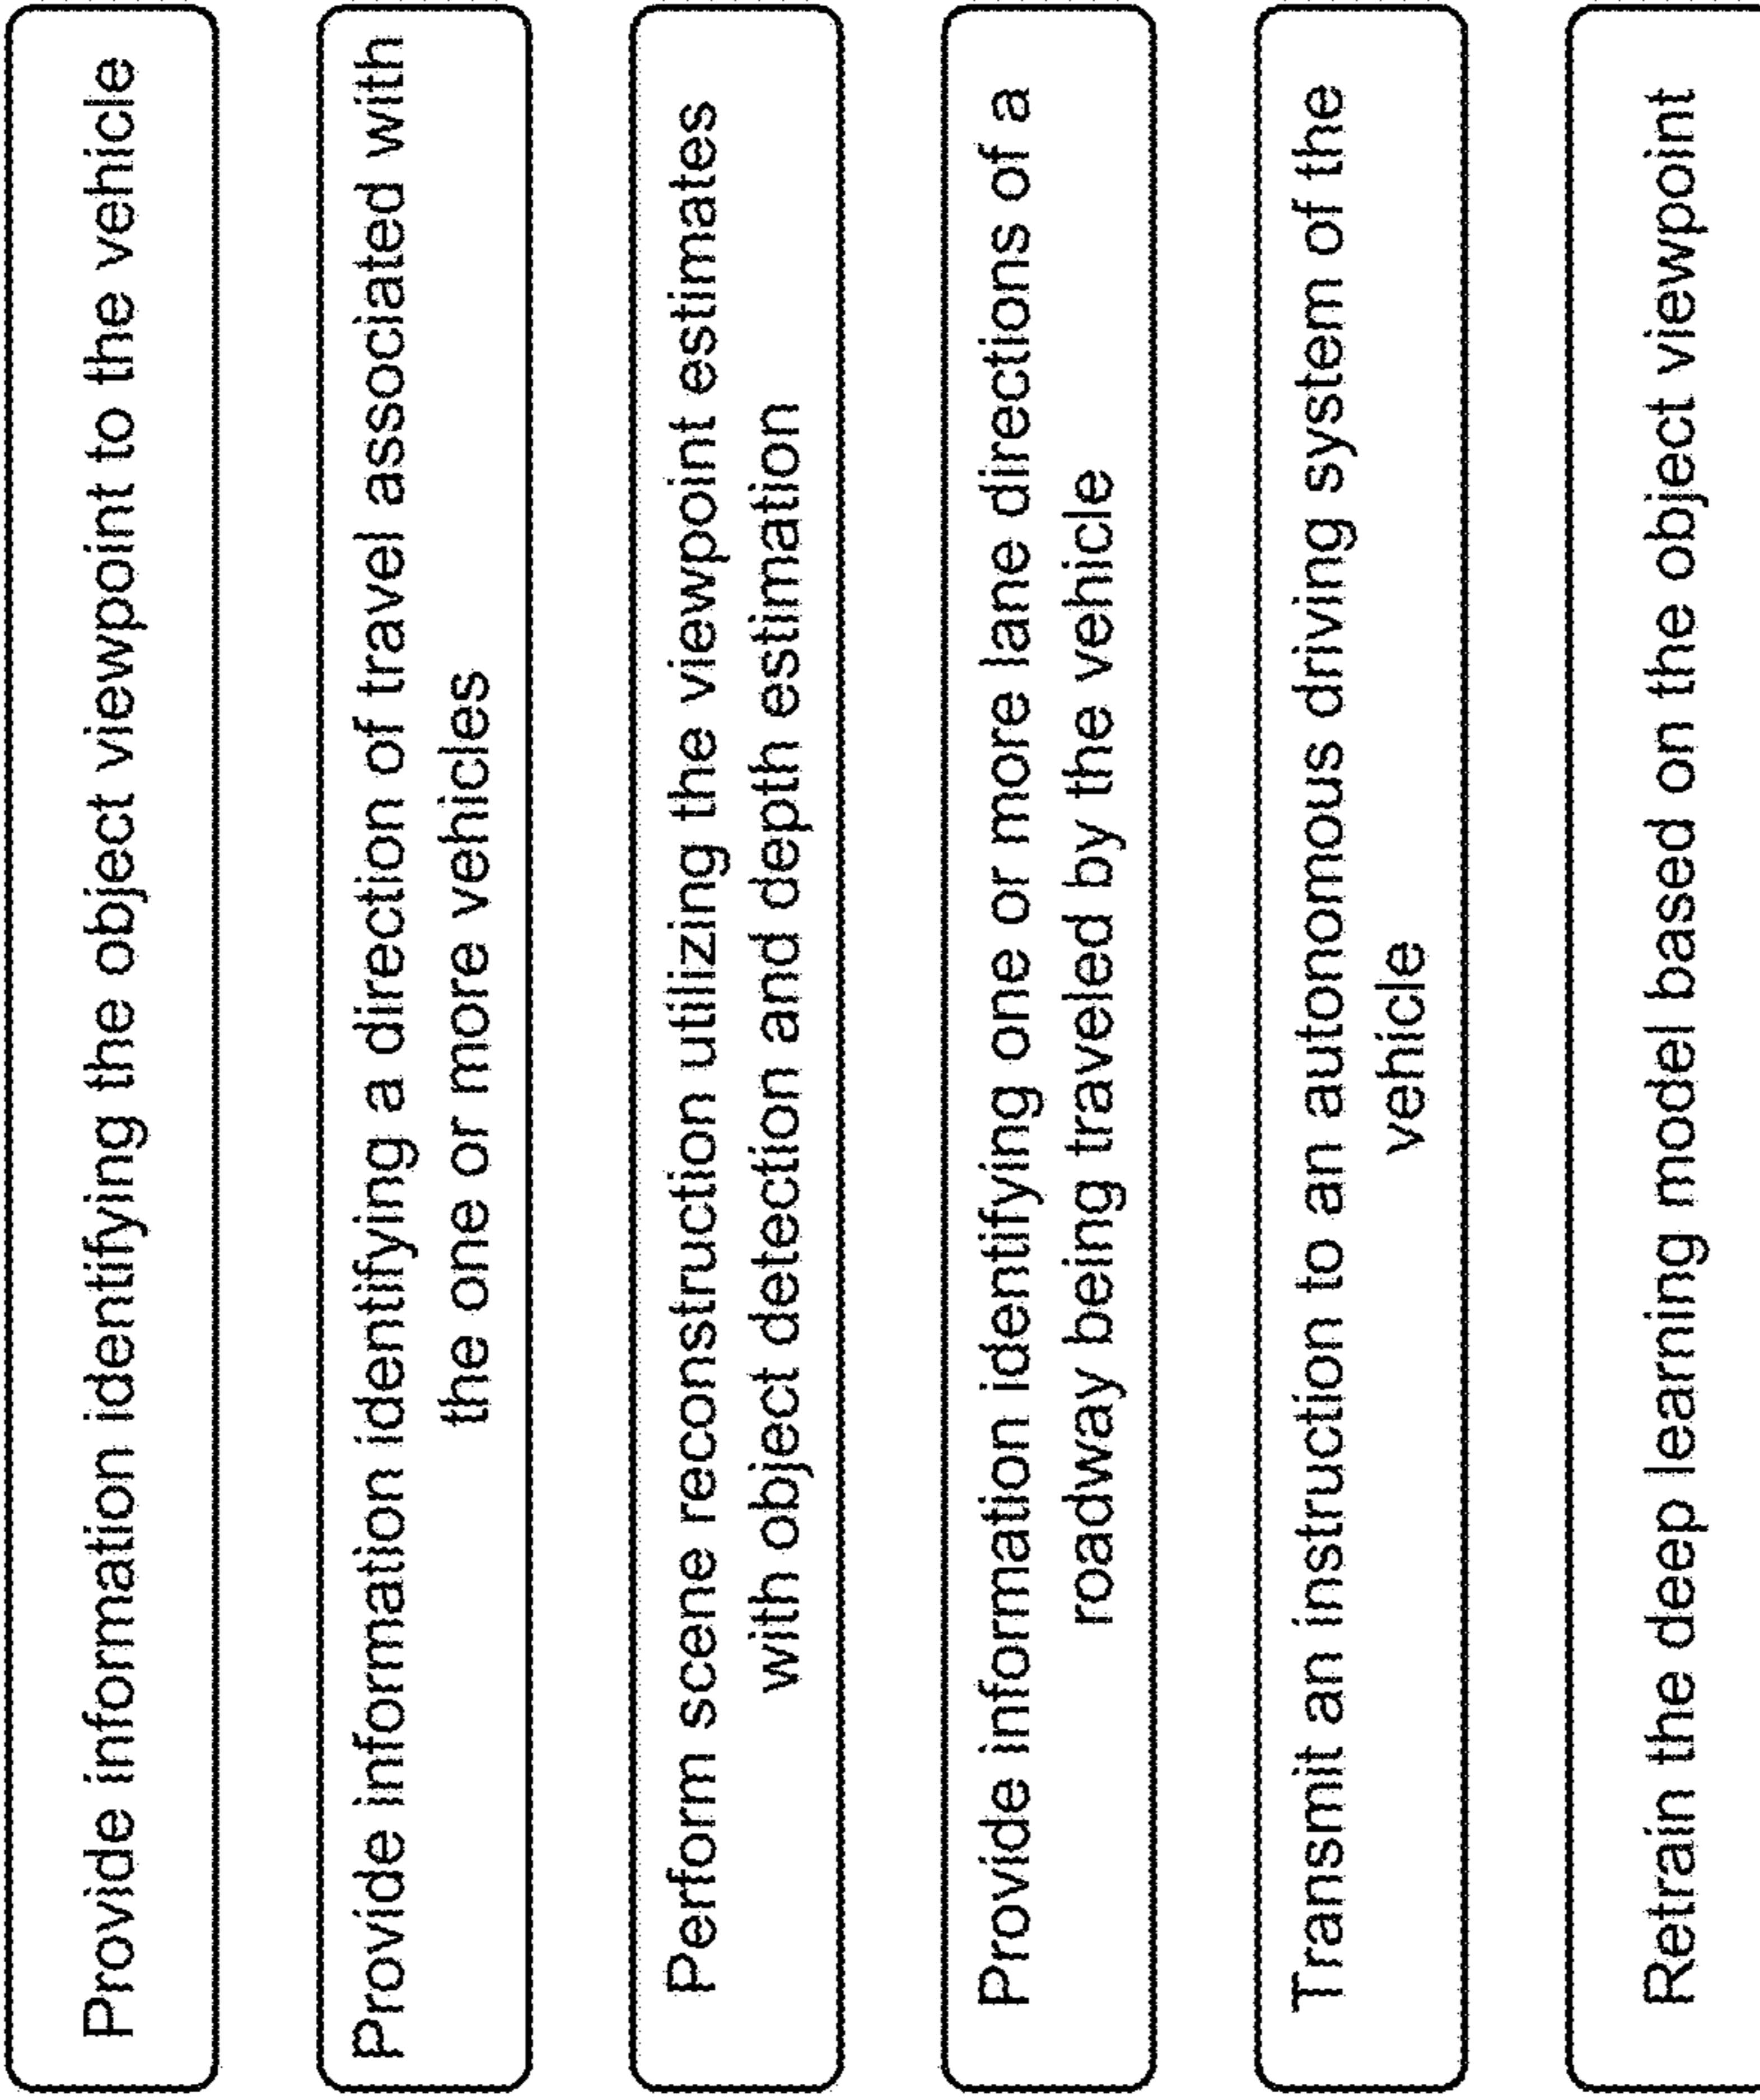 Provide information identifying the object viewpoint to the vehicle
Provide information identifying a direction of travel associated with
the one or more vehicles
Perform scene reconstruction utilizing the viewpoint estimates
with object detection and depth estimation
Provide information identifying one or more lane directions of a
roadway being traveled by the vehicle
Transmit an instruction to an autonomous driving system of the
vehicle
Retrain the deep learning model based on the object viewpoint